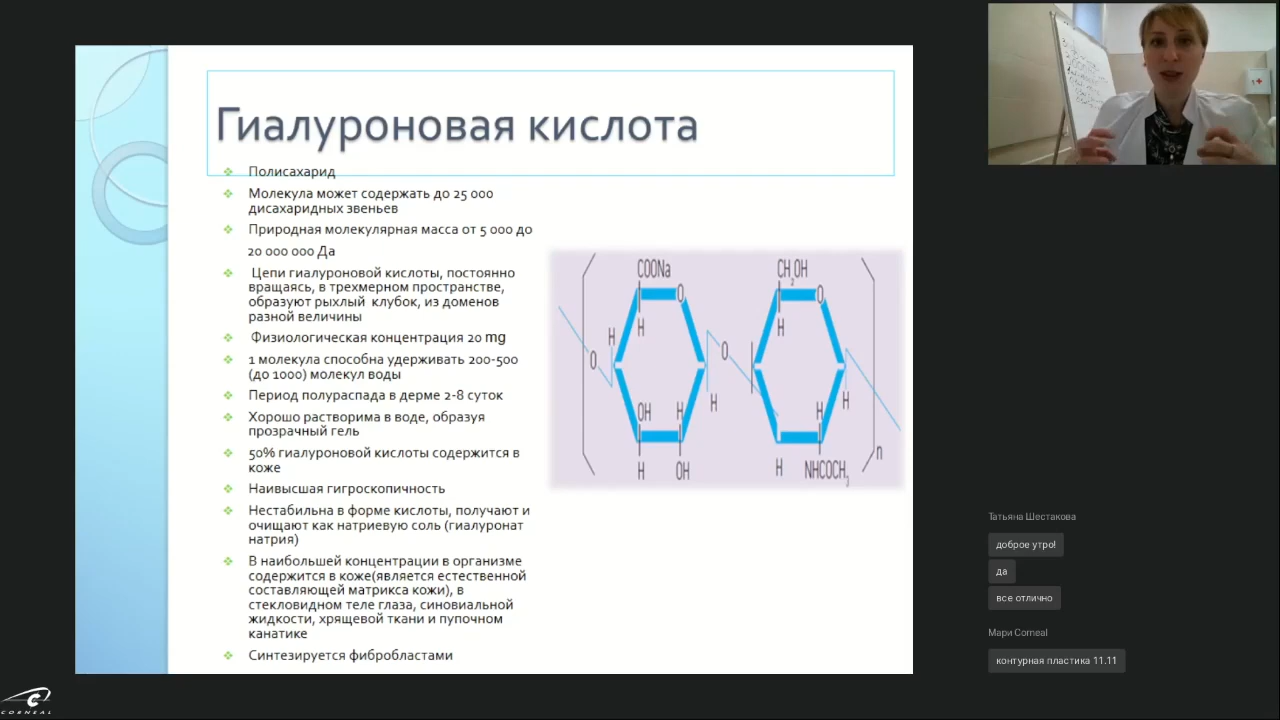 Гиалуроновая кислота
Полисахарид
Молекула может содержать до 25 000
дисахаридных звеньев
Природная молекулярная масса от 5 000 до
20 000 000 Да
Цепи гиалуроновой кислоты, постоянно
вращаясь, в трехмерном пространстве,
образуют рыхлый клубок, из доменов
разной величины
Физиологическая концентрация 20 mg
1 молекула способна удерживать 200-500
(до 1000) молекул воды
Период полураспада в дерме 2-8 суток
Хорошо растворима в воде, образуя
прозрачный гель
50% гиалуроновой кислоты содержится в
коже
Наивысшая гигроскопичность
Нестабильна в форме кислоты, получают и
очищают как натриевую соль (гиалуронат
натрия)
В наибольшей концентрации в организме
содержится в коже(является естественной
составляющей матрикса кожи), в
стекловидном теле глаза, синовиальной
жидкости, хрящевой ткани и пупочном
канатике
Синтезируется фибробластами
COONa CH2OH
O O
H H
H
O O
H H
OH H H
H OH H NHCOCH3
n
Татьяна Шестакова
доброе утро!
да
все отлично
Мари Corneal
контурная пластика 11.11
CORNEAL